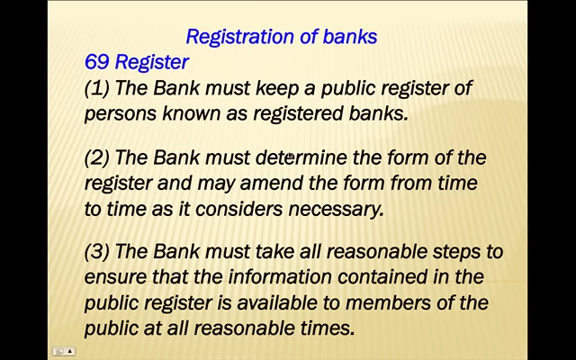 Registration of banks
69 Register
(1) The Bank must keep a public register of
persons known as registered banks.
(2) The Bank must determine the form of the
register and may amend the form from time
to time as it considers necessary.
(3) The Bank must take all reasonable steps to
ensure that the information contained in the
public register is available to members of the
public at all reasonable times.